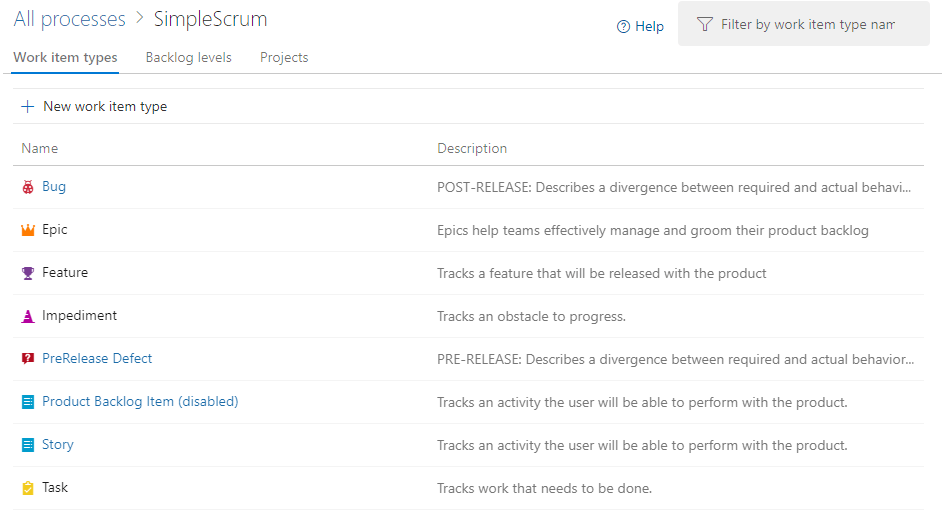 All processes > SimpleScrum
Help
Filter by work item type nam
Work item types Backlog levels Projects
+ New work item type
Name Description
Bug POST-RELEASE: Describes a divergence between required and actual behavi...
Epic Epics help teams effectively manage and groom their product backlog
Feature Tracks a feature that will be released with the product
Impediment Tracks an obstacle to progress.
PreRelease Defect PRE-RELEASE: Describes a divergence between required and actual behavior...
Product Backlog Item (disabled) Tracks an activity the user will be able to perform with the product.
Story Tracks an activity the user will be able to perform with the product.
Task Tracks work that needs to be done.